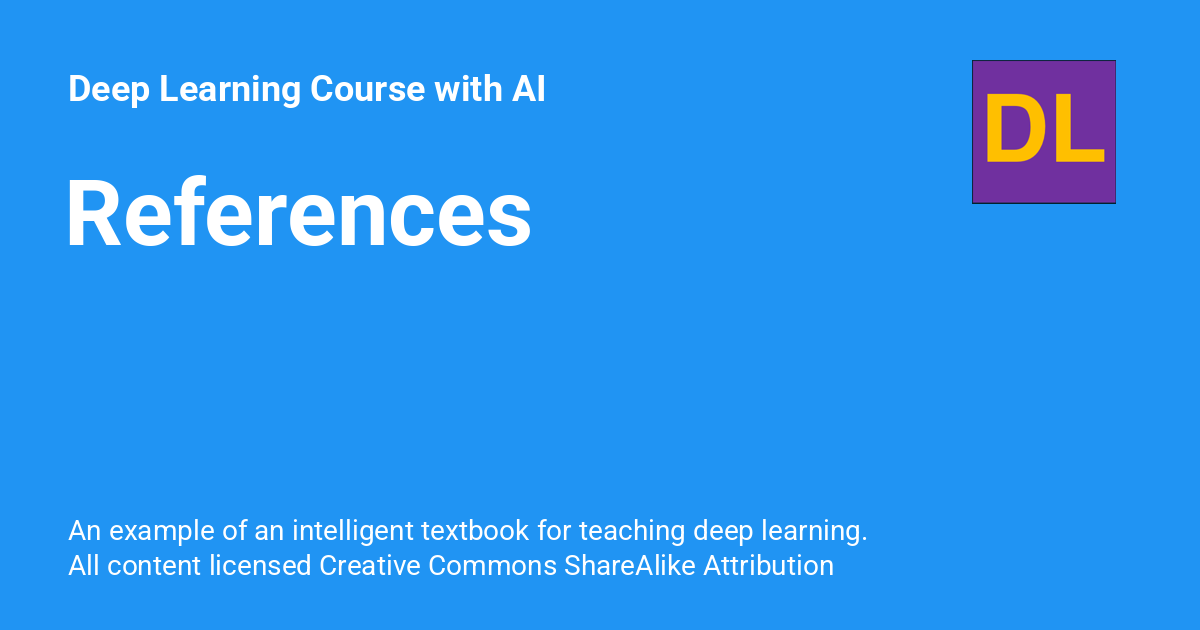 Deep Learning Course with AI
DL
References
An example of an intelligent textbook for teaching deep learning.
All content licensed Creative Commons ShareAlike Attribution